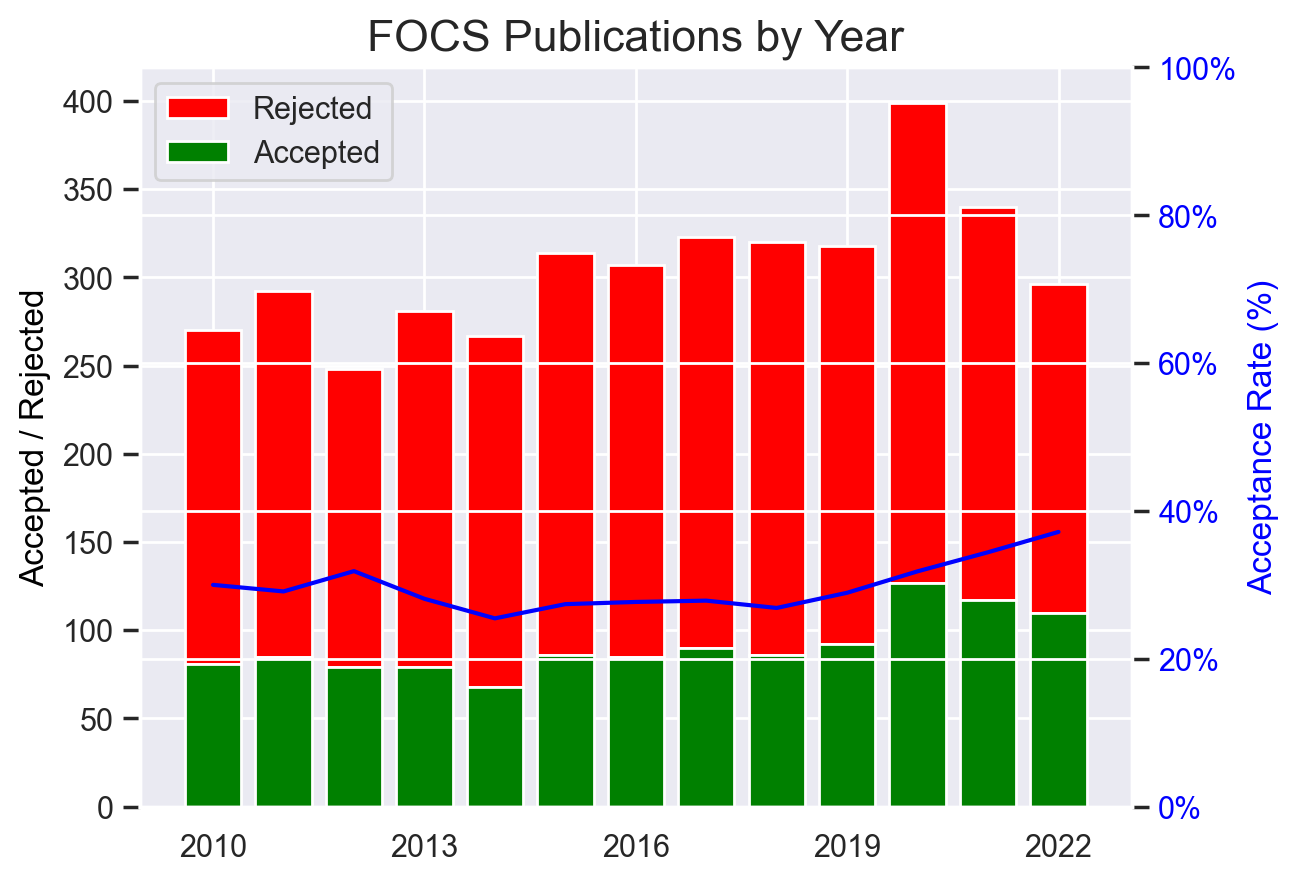 FOCS Publications by Year
Rejected
Accepted
Accepted / Rejected
400
350
300
250
200
150
100
50
0
100%
80%
60%
40%
20%
0%
Acceptance Rate (%)
2010 2013 2016 2019 2022